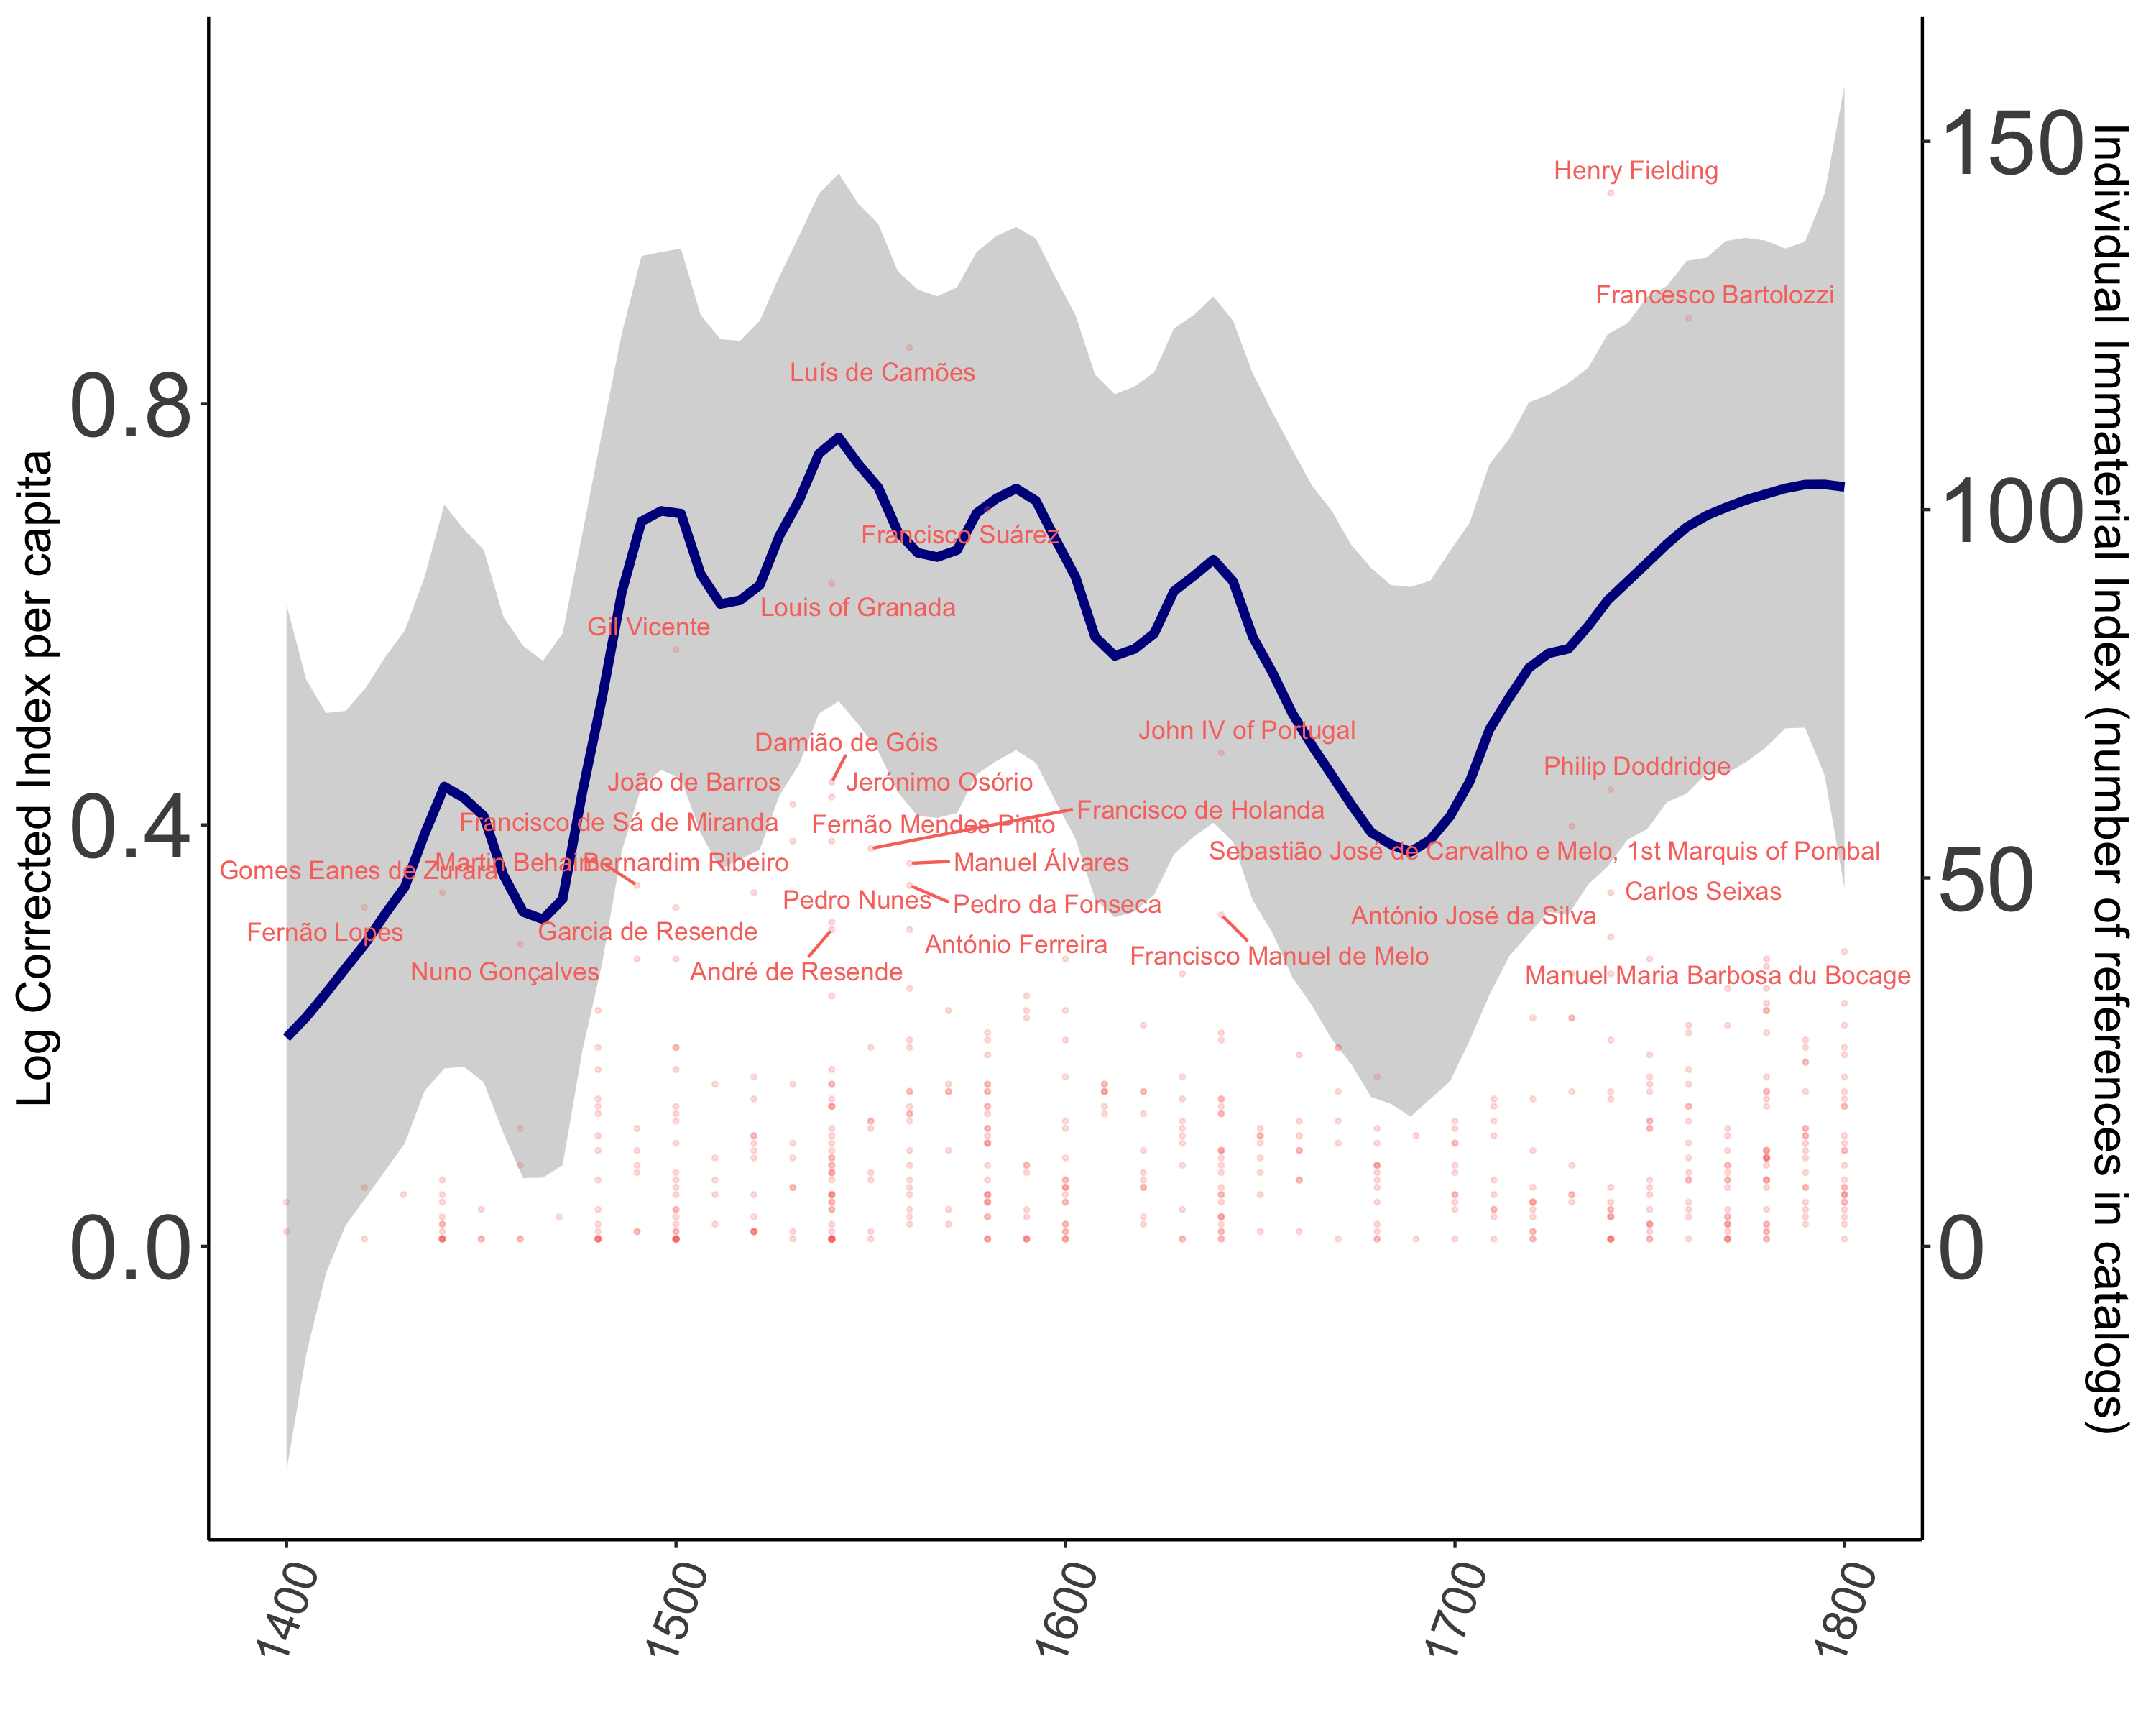 Log Corrected Index per capita
0.8
0.4
0.0
150
100
50
0
Individual Immaterial Index (number of references in catalogs)
1400
1500
1600
1700
1800
Henry Fielding
Francesco Bartolozzi
Luís de Camões
Francisco Suárez
Louis of Granada
Gil Vicente
John IV of Portugal
Damião de Góis
Philip Doddridge
João de Barros
Jerónimo Osório
Francisco de Holanda
Francisco de Sá de Miranda
Fernão Mendes Pinto
Sebastião José de Carvalho e Melo, 1st Marquis of Pombal
Gomes Eanes de Zurara
Martin Behaim
Bernardim Ribeiro
Manuel Álvares
Carlos Seixas
Pedro Nunes
Pedro da Fonseca
António José da Silva
Fernão Lopes
Garcia de Resende
António Ferreira
Francisco Manuel de Melo
Nuno Gonçalves
André de Resende
Manuel Maria Barbosa du Bocage